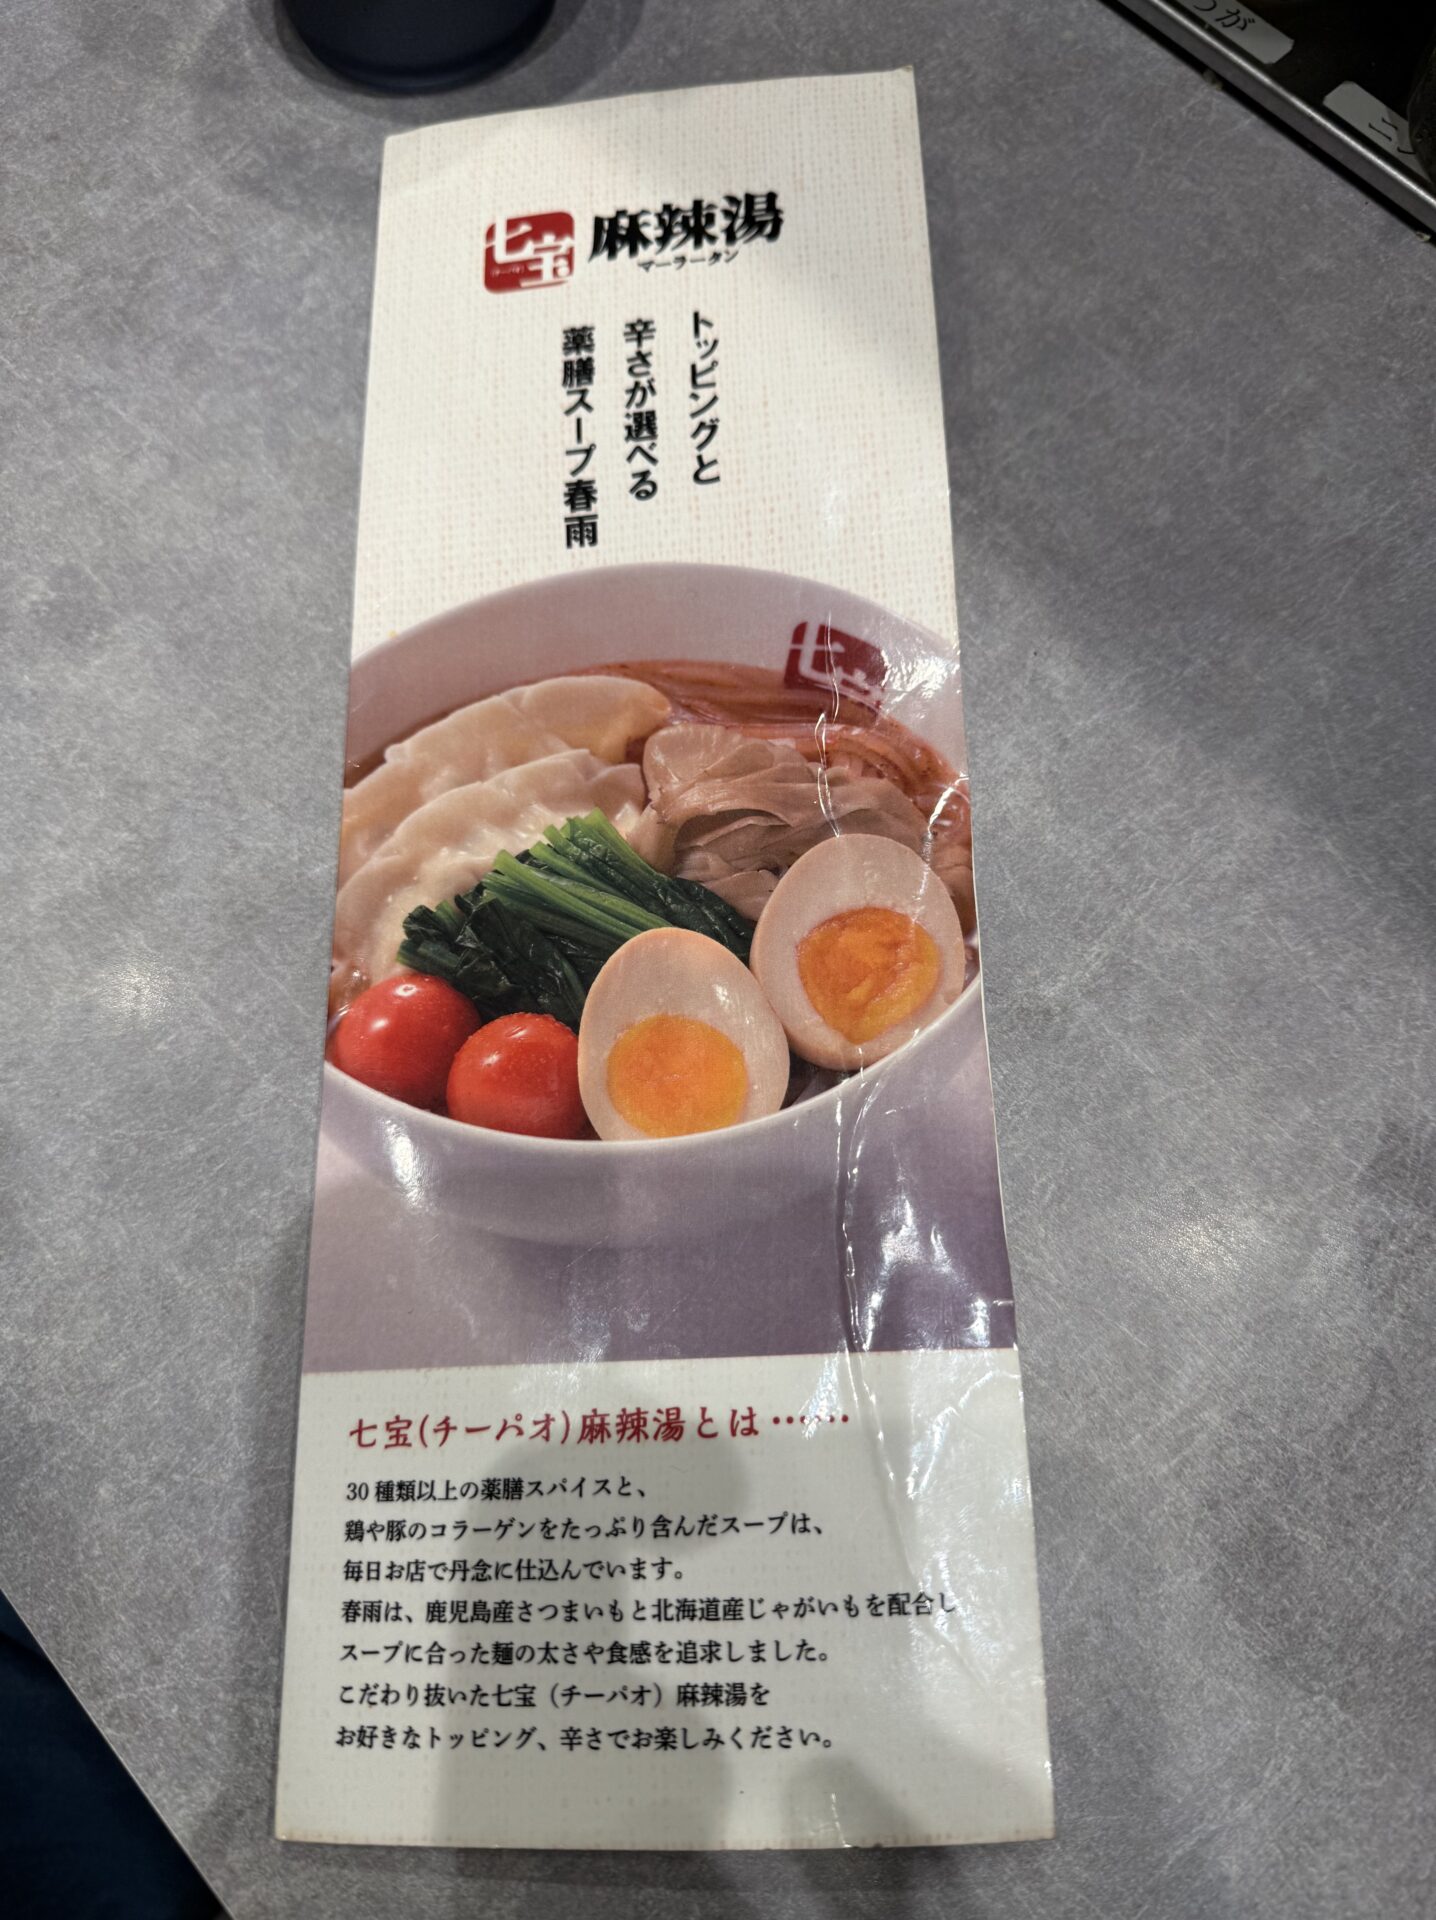 七宝
(チーパオ)
麻辣湯
マーラータン
トッピングと
辛さが選べる
薬膳スープ春雨
七宝
七宝(チーパオ)麻辣湯とは⋯⋯
30種類以上の薬膳スパイスと、
鶏や豚のコラーゲンをたっぷり含んだスープは、
毎日お店で丹念に仕込んでいます。
春雨は、鹿児島産さつまいもと北海道産じゃがいもを配合し
スープに合った麺の太さや食感を追求しました。
こだわり抜いた七宝（チーパオ）麻辣湯を
お好きなトッピング、辛さでお楽しみください。